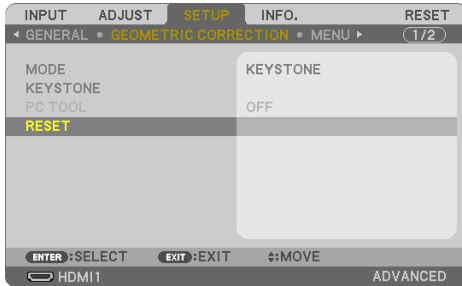 INPUT ADJUST SETUP INFO. RESET
GENERAL • GEOMETRIC CORRECTION • MENU 1/2
MODE KEYSTONE
KEYSTONE
PC TOOL OFF
RESET
ENTER :SELECT EXIT :EXIT :MOVE
HDMI1 ADVANCED